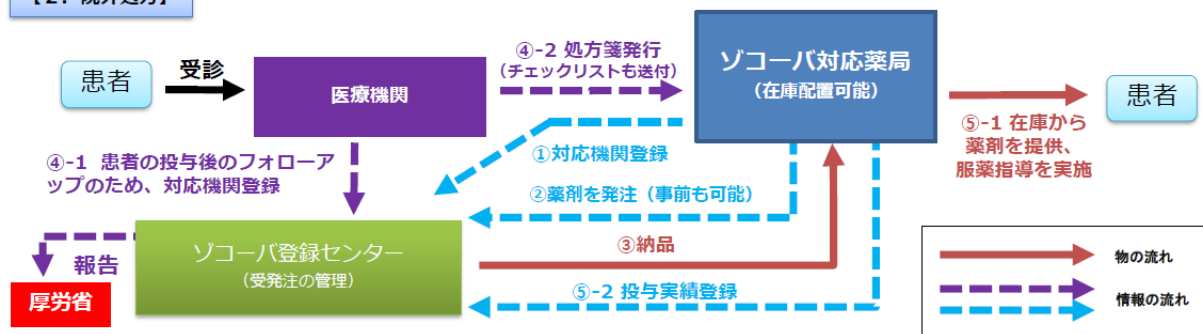 【２．院外処方】
患者
受診
医療機関
④-2 処方箋発行
（チェックリストも送付）
ゾコーバ対応薬局
（在庫配置可能）
患者
⑤-1 在庫から
薬剤を提供、
服薬指導を実施
④-1 患者の投与後のフォローア
ップのため、対応機関登録
①対応機関登録
②薬剤を発注（事前も可能）
ゾコーバ登録センター
（受発注の管理）
③納品
⑤-2 投与実績登録
報告
厚労省
物の流れ
情報の流れ